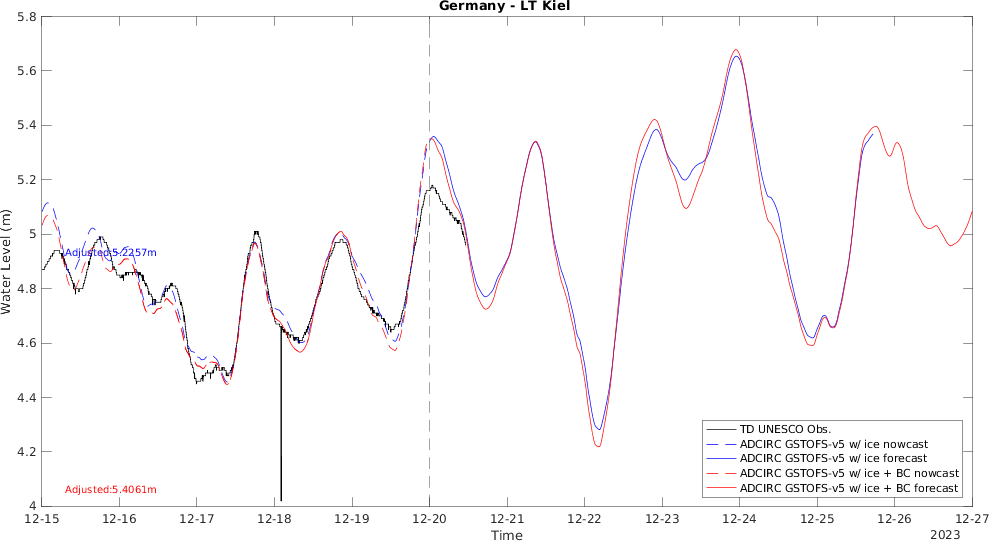 Germany - LT Kiel
5.8
5.6
5.4
5.2
5
4.8
4.6
4.4
4.2
4
Water Level (m)
Adjusted:5.2257m
Adjusted:5.4061m
TD UNESCO Obs.
ADCIRC GSTOFS-v5 w/ ice nowcast
ADCIRC GSTOFS-v5 w/ ice forecast
ADCIRC GSTOFS-v5 w/ ice + BC nowcast
ADCIRC GSTOFS-v5 w/ ice + BC forecast
12-15 12-16 12-17 12-18 12-19 12-20 12-21 12-22 12-23 12-24 12-25 12-26 12-27
Time
2023